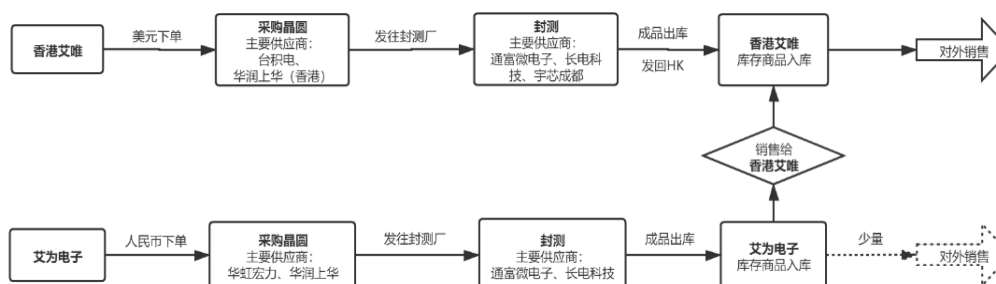 香港艾唯
美元下单
采购晶圆
主要供应商：
台积电、
华润上华（香港）
发往封测厂
封测
主要供应商：
通富微电子、长电科
技、宇芯成都
成品出库
发回HK
香港艾唯
库存商品入库
对外销售
销售给
香港艾唯
艾为电子
人民币下单
采购晶圆
主要供应商：
华虹宏力、华润上华
发往封测厂
封测
主要供应商：
通富微电子、长电科技
成品出库
艾为电子
库存商品入库
少量
对外销售